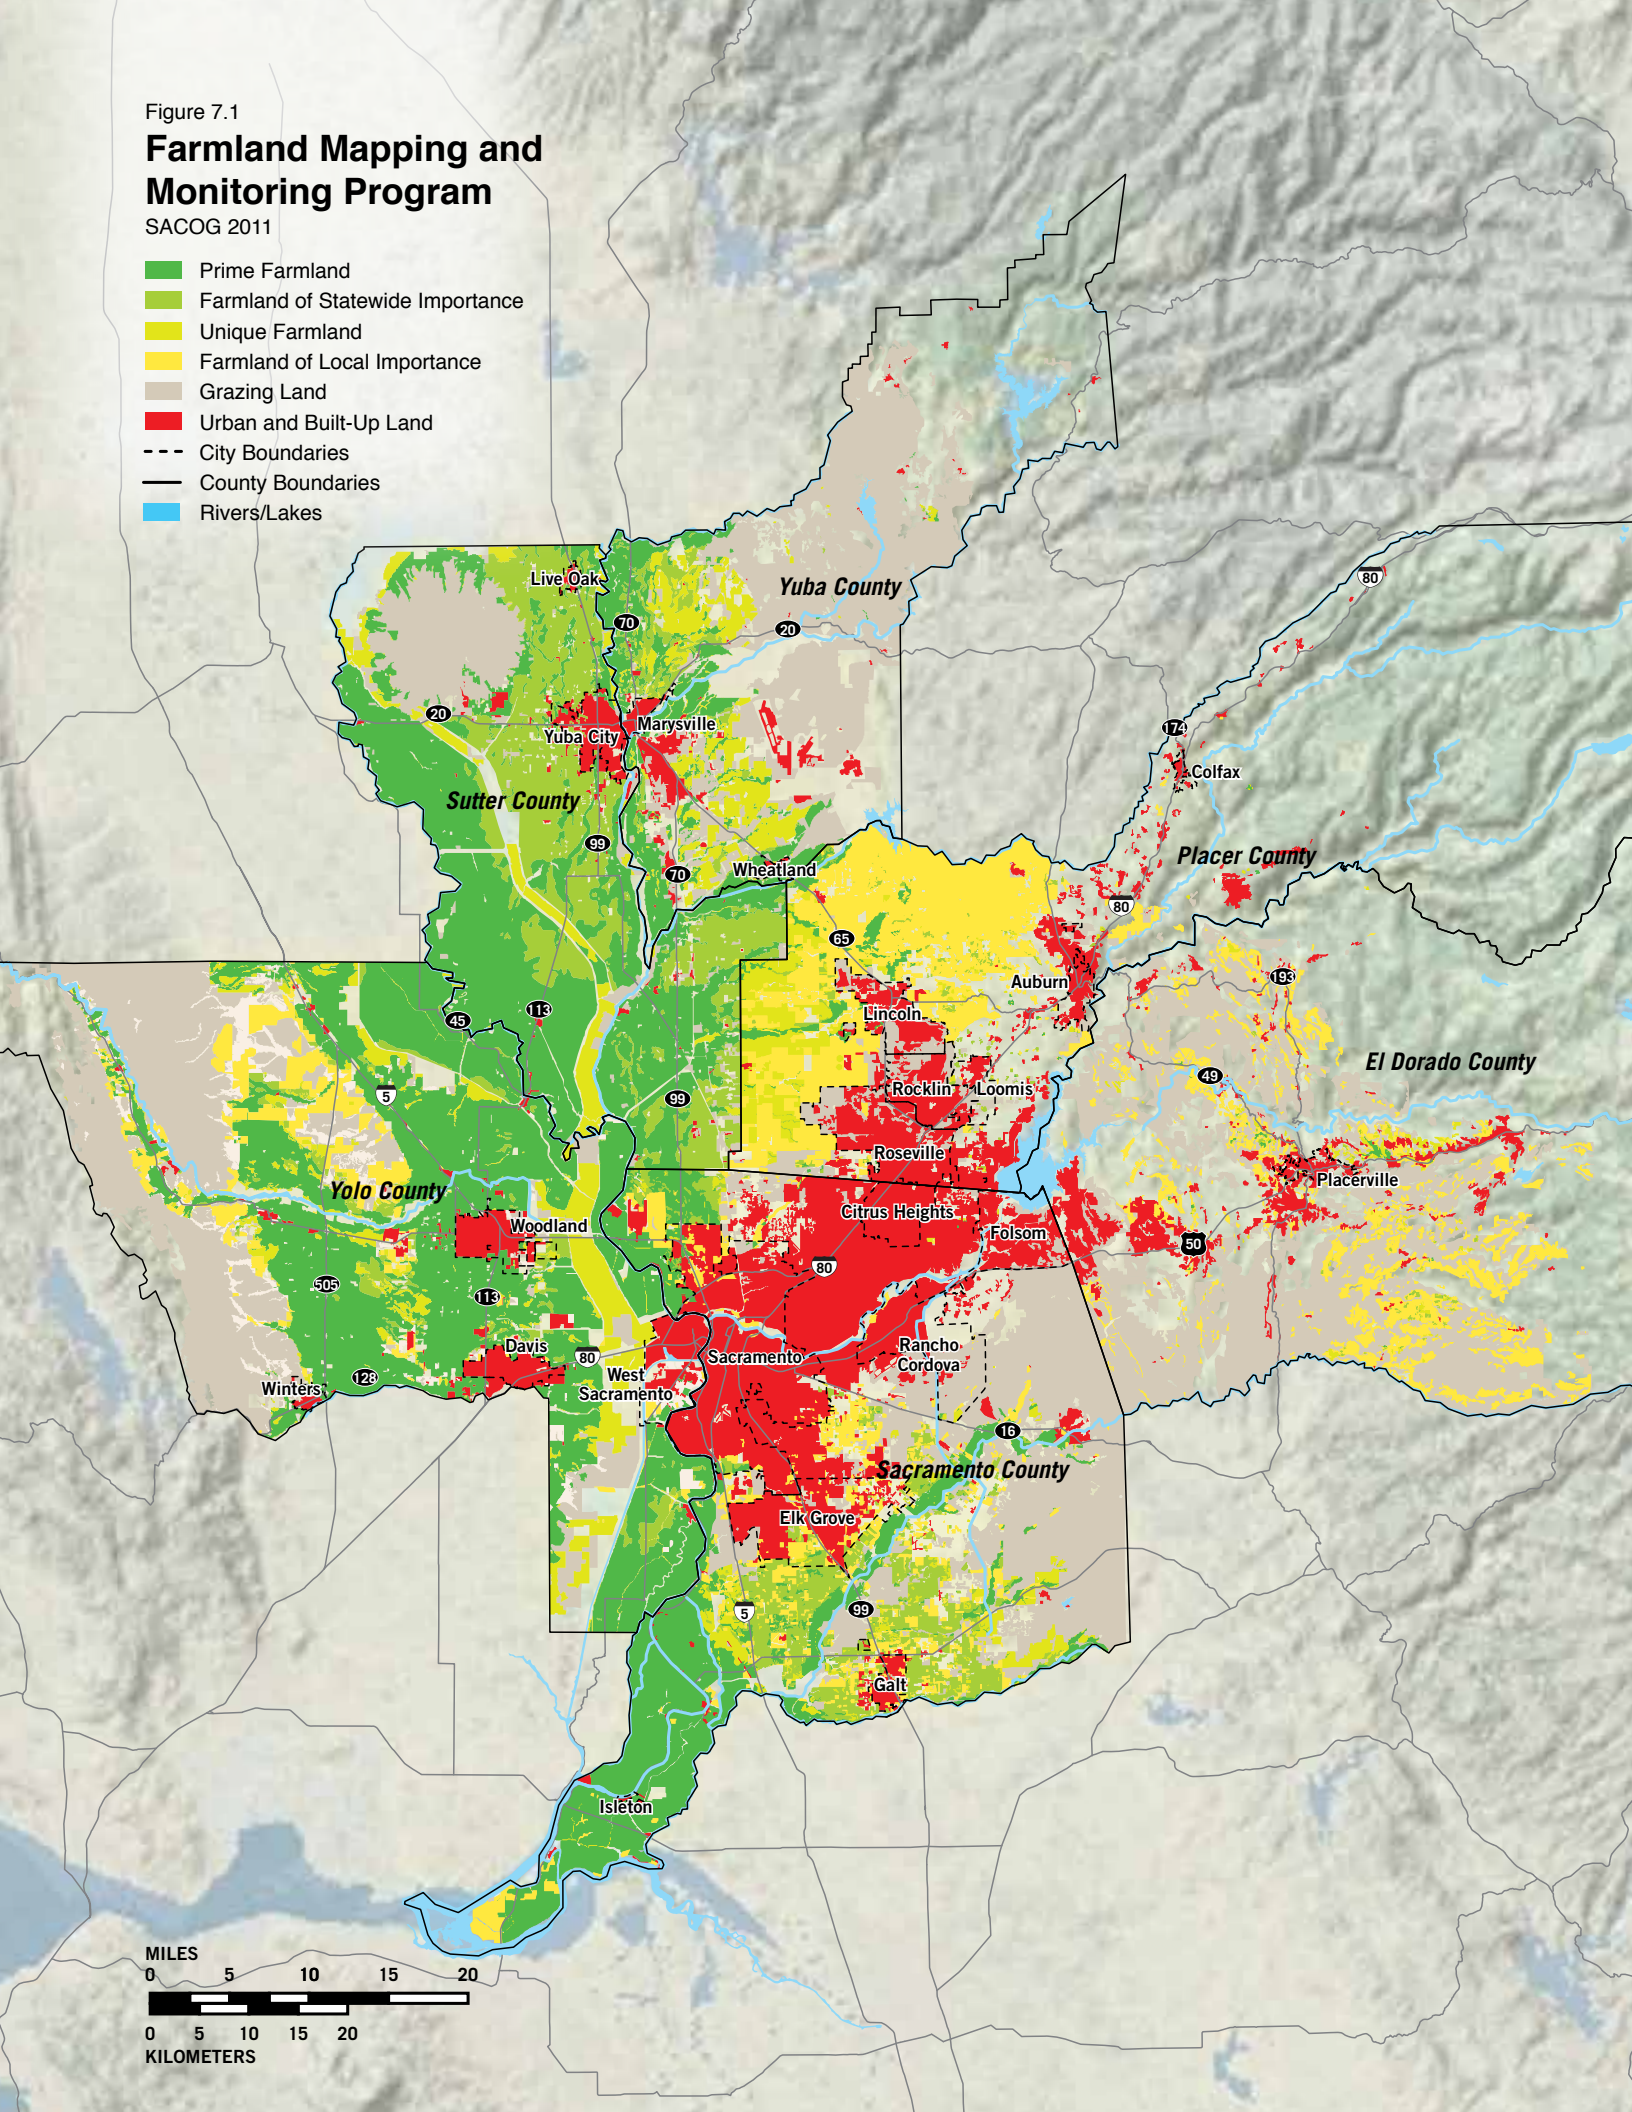 Figure 7.1
Farmland Mapping and
Monitoring Program
SACOG 2011
Prime Farmland
Farmland of Statewide Importance
Unique Farmland
Farmland of Local Importance
Grazing Land
Urban and Built-Up Land
City Boundaries
County Boundaries
Rivers/Lakes
Live Oak
70
Yuba County
20
80
20
Yuba City
Marysville
174
Colfax
Sutter County
99
70
Wheatland
Placer County
80
65
Auburn
193
Lincoln
45
113
El Dorado County
5
99
Rocklin
Loomis
49
Roseville
Placerville
Yolo County
Woodland
Citrus Heights
Folsom
50
80
505
113
Davis
80
Sacramento
Rancho
Cordova
West
Sacramento
128
Winters
16
Sacramento County
Elk Grove
5
99
Galt
Isleton
MILES
0 5 10 15 20
0 5 10 15 20
KILOMETERS